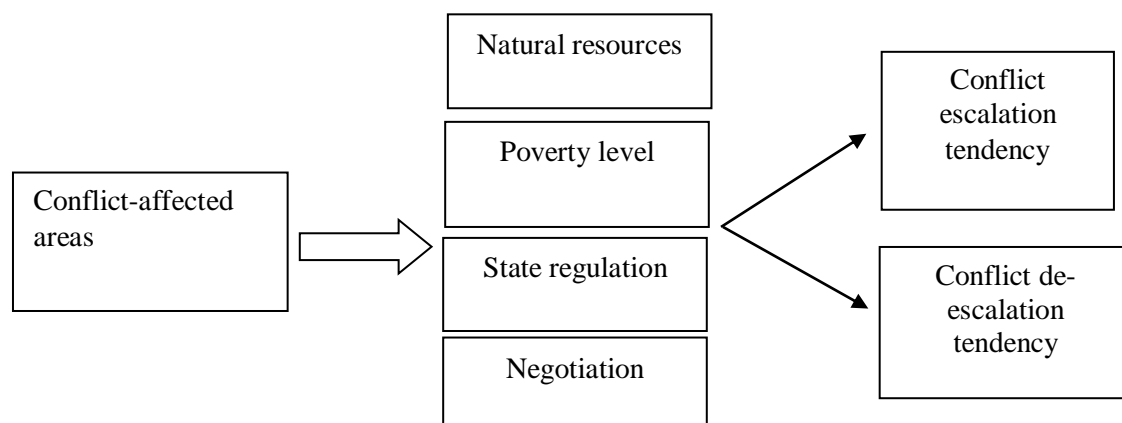 Conflict-affected
areas
Natural resources
Poverty level
State regulation
Negotiation
Conflict
escalation
tendency
Conflict de-
escalation
tendency